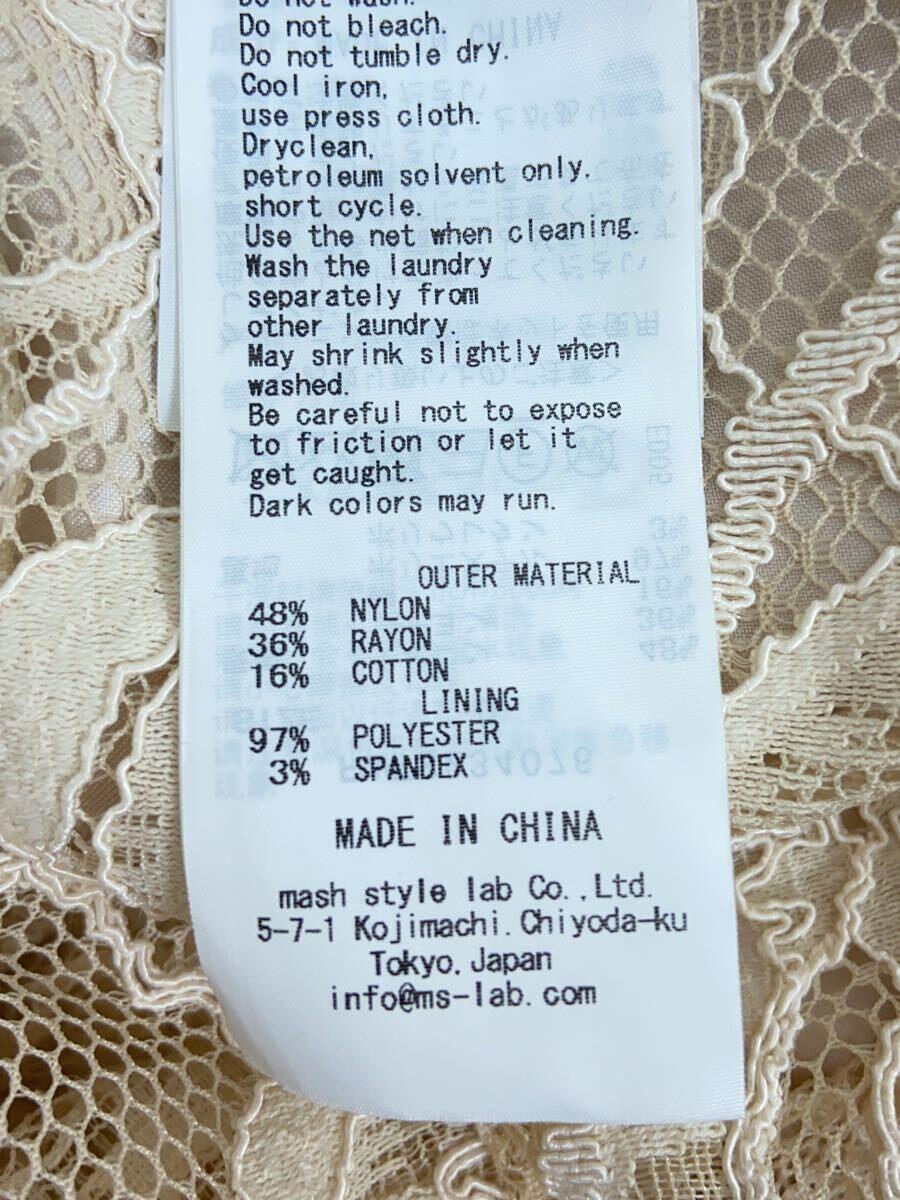 Do not wash.
Do not bleach.
Do not tumble dry.
Cool iron,
use press cloth.
Dryclean,
petroleum solvent only.
short cycle.
Use the net when cleaning.
Wash the laundry
separately from
other laundry.
May shrink slightly when
washed.
Be careful not to expose
to friction or let it
get caught.
Dark colors may run.
OUTER MATERIAL
48% NYLON
36% RAYON
16% COTTON
LINING
97% POLYESTER
3% SPANDEX
MADE IN CHINA
mash style lab Co.,Ltd.
5-7-1 Kojimachi.Chiyoda-ku
Tokyo,Japan
info@ms-lab.com